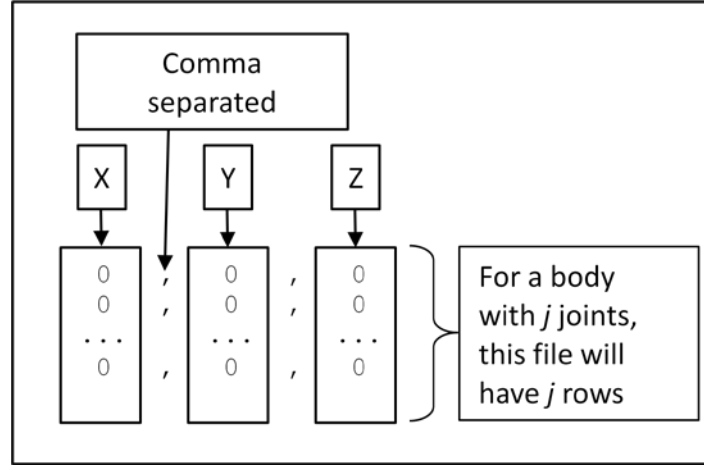 Comma
separated
X Y Z
0 , 0 , 0
0 , 0 , 0
... ... ...
0 , 0 , 0
For a body
with j joints,
this file will
have j rows